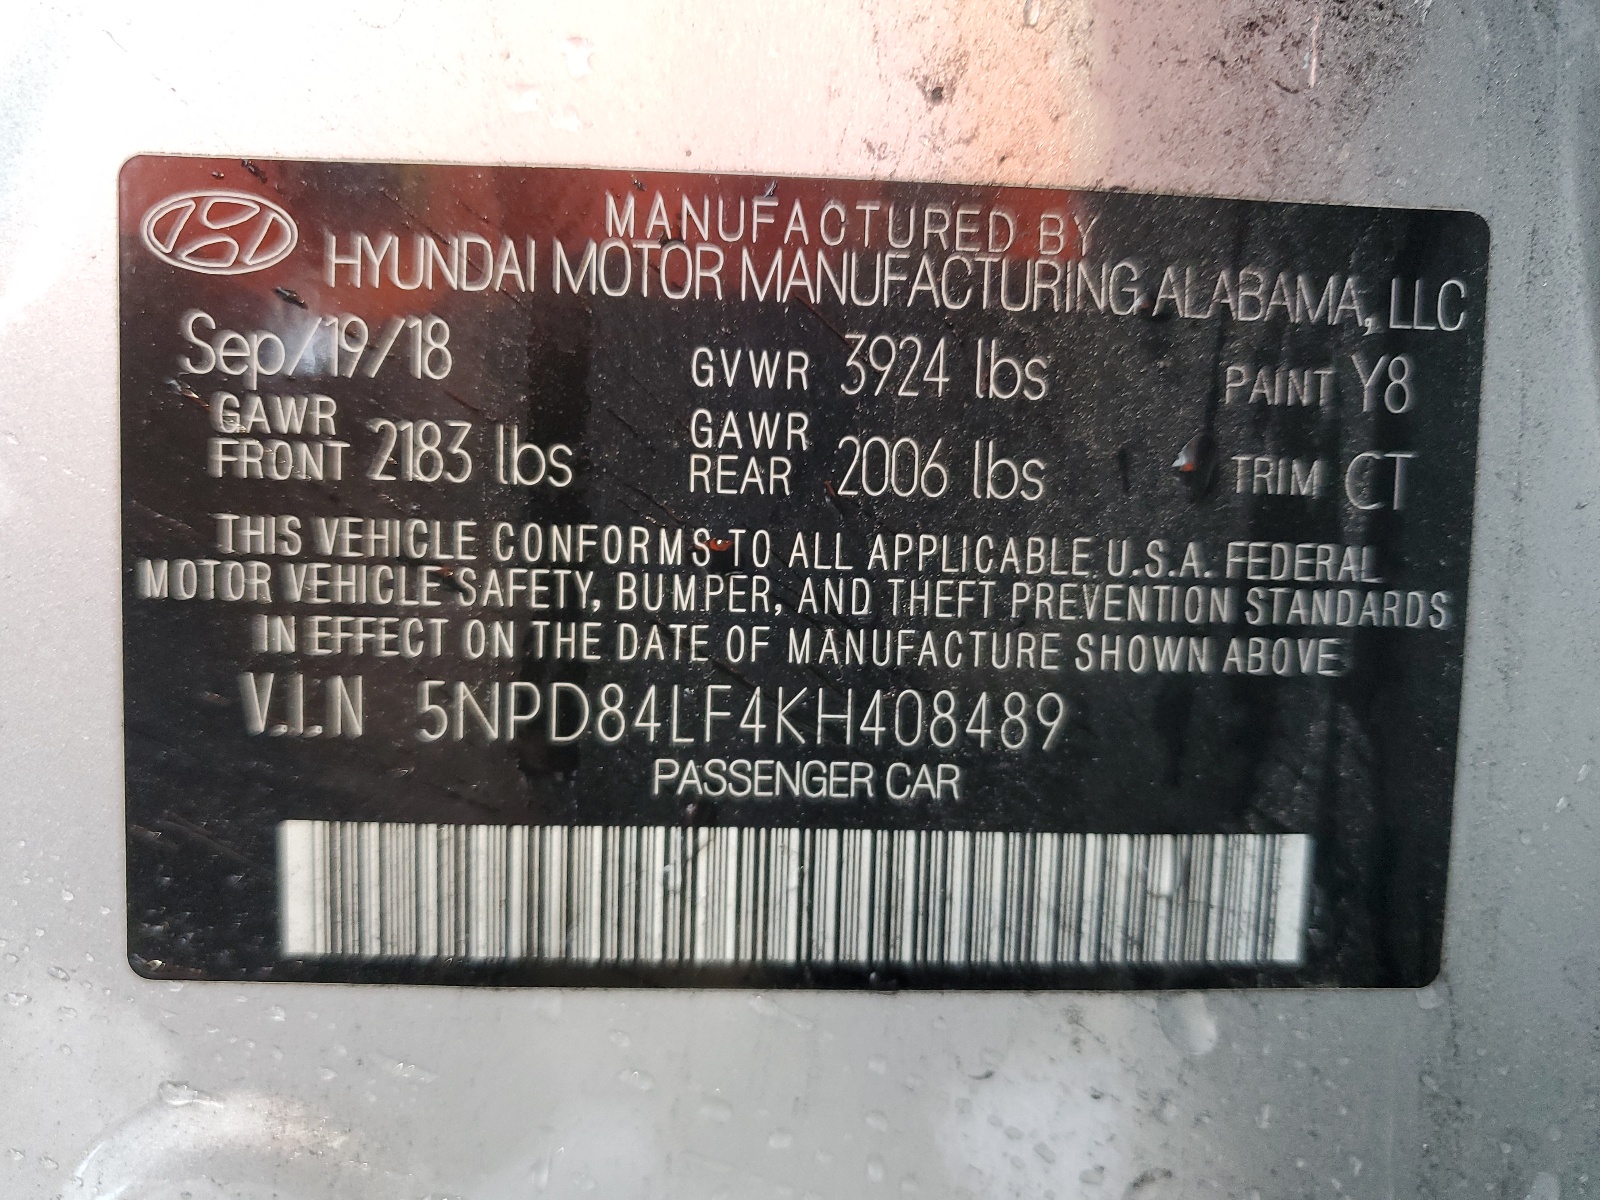 MANUFACTURED BY
HYUNDAI MOTOR MANUFACTURING ALABAMA, LLC
Sep/19/18 GVWR 3924 lbs PAINT Y8
GAWR FRONT 2183 lbs GAWR REAR 2006 lbs TRIM CT
THIS VEHICLE CONFORMS TO ALL APPLICABLE U.S.A. FEDERAL
MOTOR VEHICLE SAFETY, BUMPER, AND THEFT PREVENTION STANDARDS
IN EFFECT ON THE DATE OF MANUFACTURE SHOWN ABOVE
V.I.N 5NPD84LF4KH408489
PASSENGER CAR